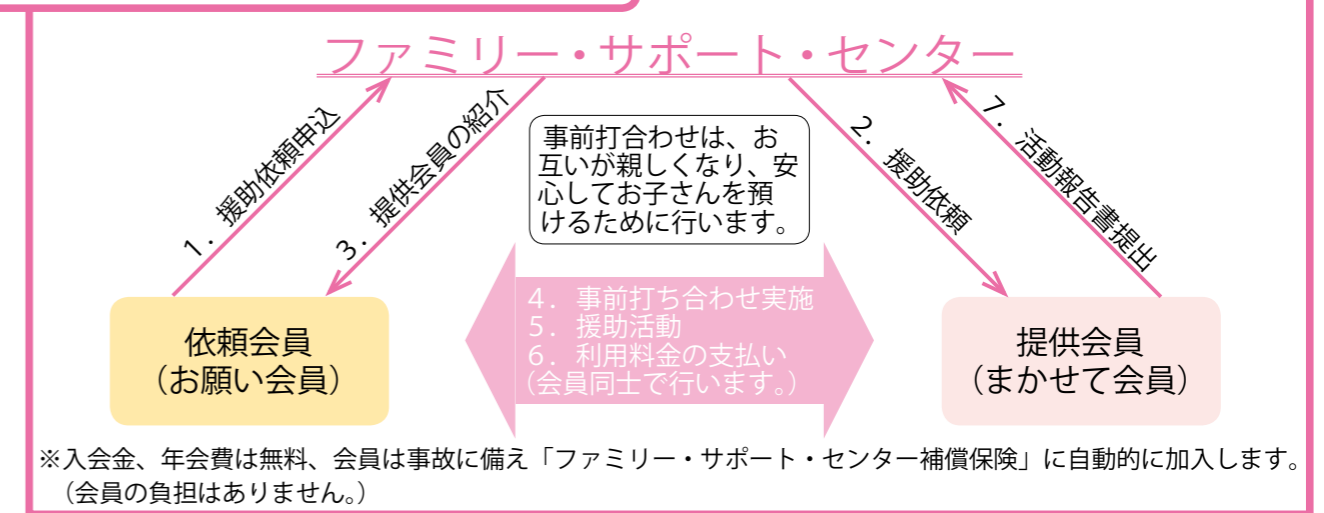 ファミリー・サポート・センター
1．援助依頼申込
3．提供会員の紹介
事前打合わせは、お
互いが親しくなり、安
心してお子さんを預
けるために行います。
2．援助依頼
7．活動報告書提出
4．事前打ち合わせ実施
5．援助活動
6．利用料金の支払い
（会員同士で行います。）
依頼会員
（お願い会員）
提供会員
（まかせて会員）
※入会金、年会費は無料、会員は事故に備え「ファミリー・サポート・センター補償保険」に自動的に加入します。
（会員の負担はありません。）